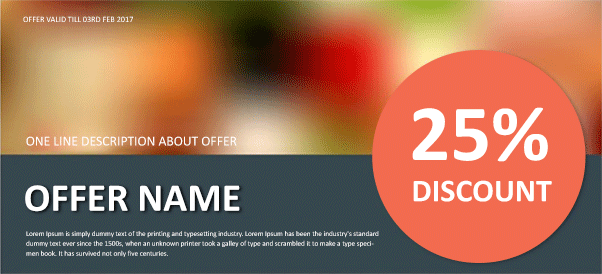 OFFER VALID TILL 03RD FEB 2017
ONE LINE DESCRIPTION ABOUT OFFER
25%
DISCOUNT
OFFER NAME
Lorem Ipsum is simply dummy text of the printing and typesetting industry. Lorem Ipsum has been the industry's standard
dummy text ever since the 1500s, when an unknown printer took a galley of type and scrambled it to make a type speci-
men book. It has survived not only five centuries.